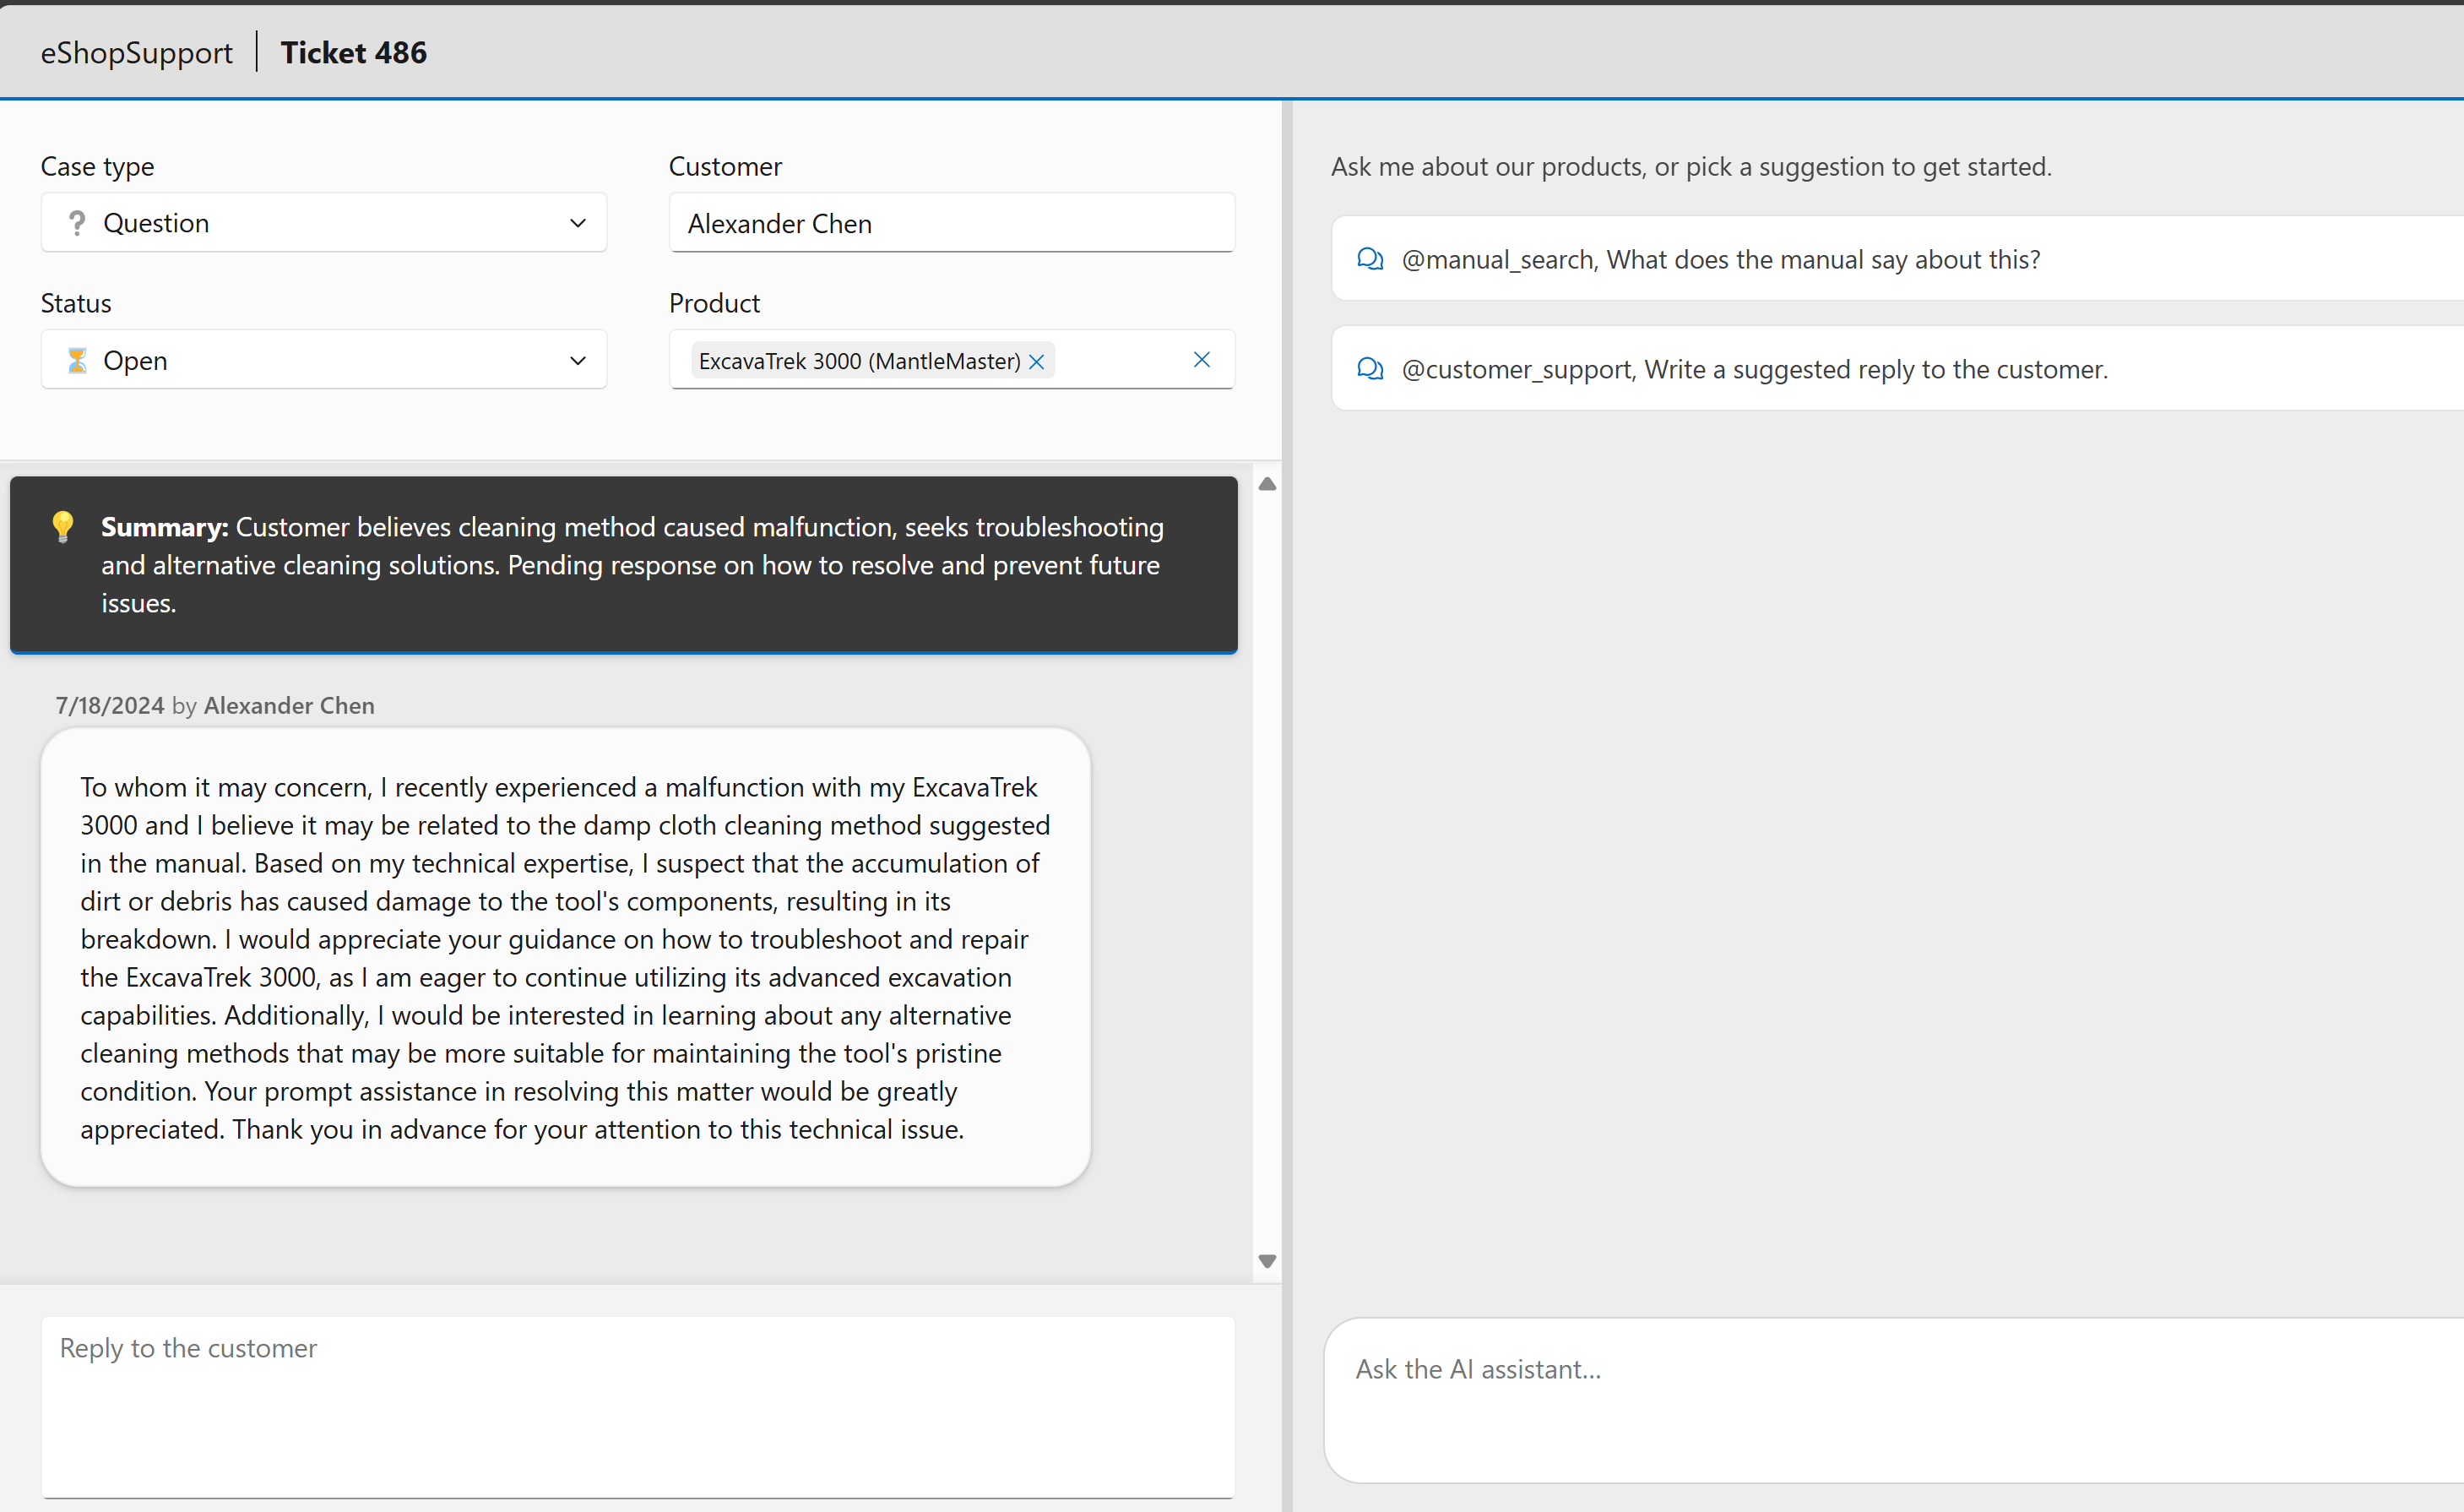 eShopSupport
Ticket 486
Case type
Customer
Question
Alexander Chen
Status
Product
Open
ExcavaTrek 3000 (MantleMaster)
Summary: Customer believes cleaning method caused malfunction, seeks troubleshooting
and alternative cleaning solutions. Pending response on how to resolve and prevent future
issues.
7/18/2024 by Alexander Chen
To whom it may concern, I recently experienced a malfunction with my ExcavaTrek
3000 and I believe it may be related to the damp cloth cleaning method suggested
in the manual. Based on my technical expertise, I suspect that the accumulation of
dirt or debris has caused damage to the tool's components, resulting in its
breakdown. I would appreciate your guidance on how to troubleshoot and repair
the ExcavaTrek 3000, as I am eager to continue utilizing its advanced excavation
capabilities. Additionally, I would be interested in learning about any alternative
cleaning methods that may be more suitable for maintaining the tool's pristine
condition. Your prompt assistance in resolving this matter would be greatly
appreciated. Thank you in advance for your attention to this technical issue.
Reply to the customer
Ask me about our products, or pick a suggestion to get started.
@manual_search, What does the manual say about this?
@customer_support, Write a suggested reply to the customer.
Ask the AI assistant...